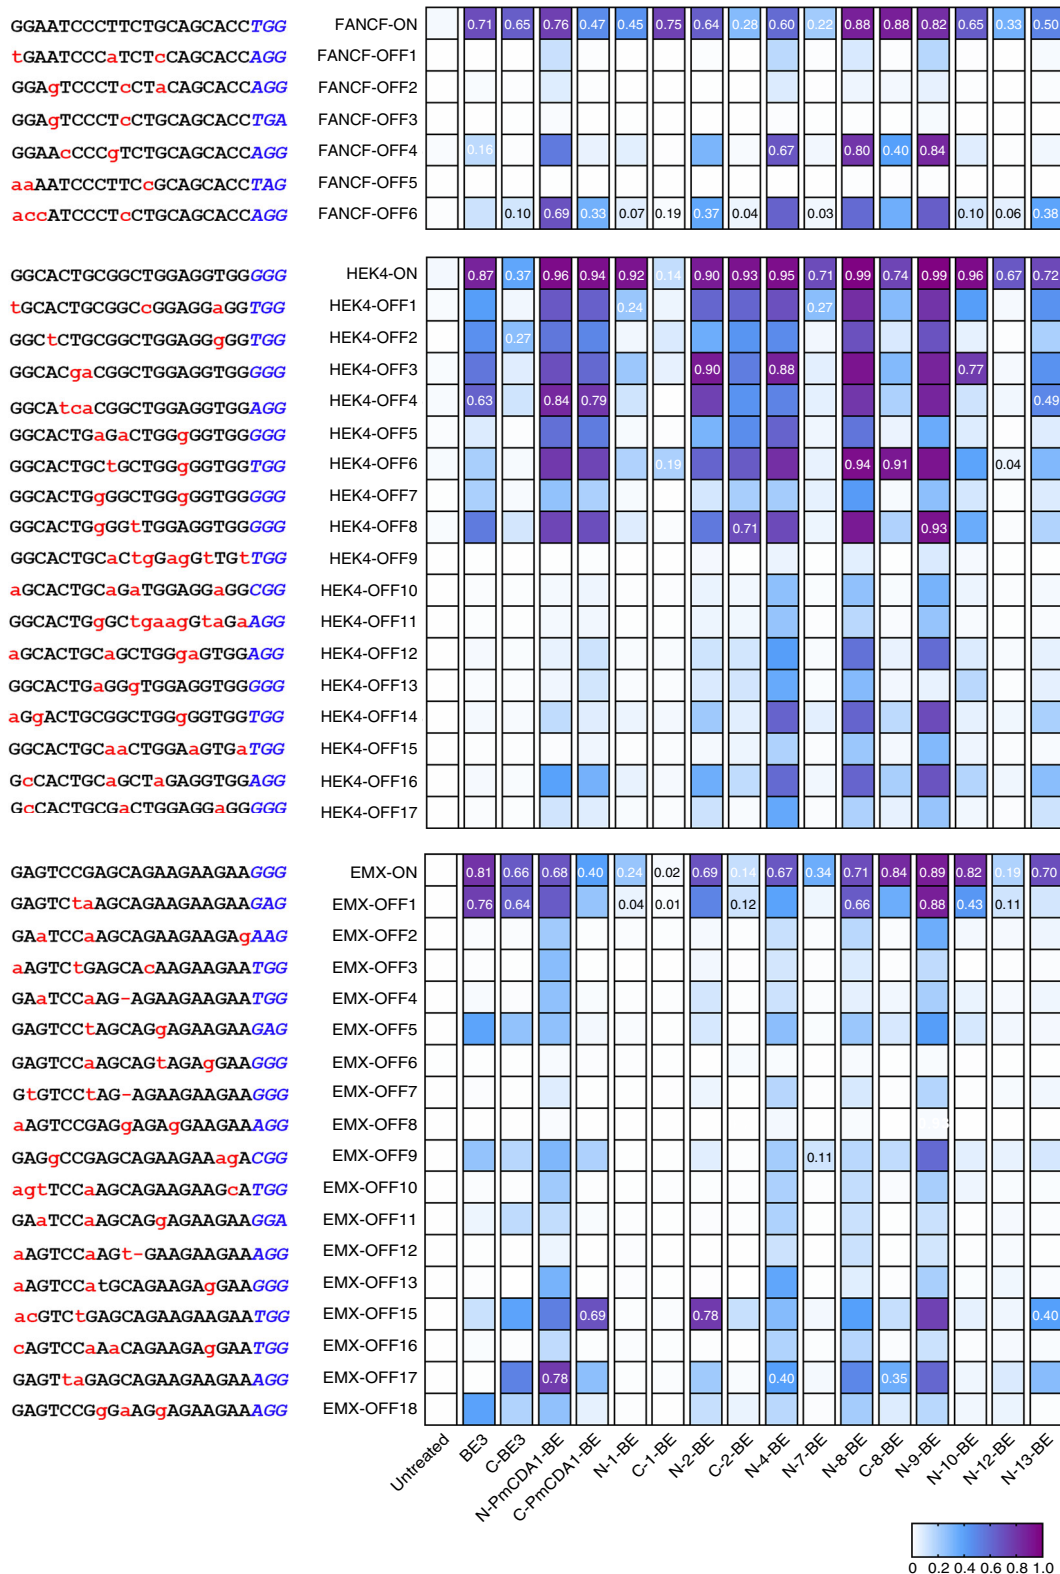 GGAATCCCTTCTGCAGCACCTGG FANCF-ON 0.71 0.65 0.76 0.47 0.45 0.75 0.64 0.28 0.60 0.22 0.88 0.88 0.82 0.65 0.33 0.50
tGAATCCCaTCTcCAGCACCAGG FANCF-OFF1
GGAgTCCCTcCTaCAGCACCAGG FANCF-OFF2
GGAgTCCCTcCTGCAGCACCTGA FANCF-OFF3
GGAAcCCCgTCTGCAGCACCAGG FANCF-OFF4 0.16 0.67 0.80 0.40 0.84
aaAATCCCTTCcGCAGCACCTAG FANCF-OFF5
accATCCCTcCTGCAGCACCAGG FANCF-OFF6 0.10 0.69 0.33 0.07 0.19 0.37 0.04 0.03 0.10 0.06 0.38
GGCACTGCGGCTGGAGGTGGGGG HEK4-ON 0.87 0.37 0.96 0.94 0.92 0.14 0.90 0.93 0.95 0.71 0.99 0.74 0.99 0.96 0.67 0.72
tGCACTGCGGCcGGAGGaGGTGG HEK4-OFF1 0.24 0.27
GGCtCTGCGGCTGGAGGgGGTGG HEK4-OFF2 0.27
GGCACgaCGGCTGGAGGTGGGGG HEK4-OFF3 0.90 0.88 0.77
GGCAtcaCGGCTGGAGGTGGAGG HEK4-OFF4 0.63 0.84 0.79 0.49
GGCACTGaGaCTGGgGGTGGGGG HEK4-OFF5
GGCACTGCtGCTGGgGGTGGTGG HEK4-OFF6 0.19 0.94 0.91 0.04
GGCACTGgGGCTGGgGGTGGGGG HEK4-OFF7
GGCACTGgGGtTGGAGGTGGGGG HEK4-OFF8 0.71 0.93
GGCACTGCaCtgGagGtTGtTGG HEK4-OFF9
aGCACTGCaGaTGGAGGaGGCGG HEK4-OFF10
GGCACTGgGCtgaagGtaGaAGG HEK4-OFF11
aGCACTGCaGCTGGgaGTGGAGG HEK4-OFF12
GGCACTGaGGgTGGAGGTGGGGG HEK4-OFF13
aGgACTGCGGCTGGgGGTGGTGG HEK4-OFF14
GGCACTGCaaCTGGAaGTGaTGG HEK4-OFF15
GcCACTGCaGCTaGAGGTGGAGG HEK4-OFF16
GcCACTGCGaCTGGAGGaGGGGG HEK4-OFF17
GAGTCCGAGCAGAAGAAGAAGGG EMX-ON 0.81 0.66 0.68 0.40 0.24 0.02 0.69 0.14 0.67 0.34 0.71 0.84 0.89 0.82 0.19 0.70
GAGTCtaAGCAGAAGAAGAAGAG EMX-OFF1 0.76 0.64 0.04 0.01 0.12 0.66 0.88 0.43 0.11
GAaTCCaAGCAGAAGAAGAgAAG EMX-OFF2
aAGTCtGAGCAcAAGAAGAATGG EMX-OFF3
GAaTCCaAG-AGAAGAAGAATGG EMX-OFF4
GAGTCCtAGCAGgAGAAGAAGAG EMX-OFF5
GAGTCCaAGCAGtAGAgGAAGGG EMX-OFF6
GtGTCCtAG-AGAAGAAGAAGGG EMX-OFF7
aAGTCCGAGgAGAgGAAGAAAGG EMX-OFF8
GAGgCCGAGCAGAAGAAagACGG EMX-OFF9 0.11
agtTCCaAGCAGAAGAAGcATGG EMX-OFF10
GAaTCCaAGCAGgAGAAGAAGGA EMX-OFF11
aAGTCCaAGt-GAAGAAGAAAGG EMX-OFF12
aAGTCCatGCAGAAGAgGAAGGG EMX-OFF13
acGTCtGAGCAGAAGAAGAATGG EMX-OFF15 0.69 0.78 0.40
cAGTCCaAaCAGAAGAgGAATGG EMX-OFF16
GAGTtaGAGCAGAAGAAGAAAGG EMX-OFF17 0.78 0.40 0.35
GAGTCCGgGaAGgAGAAGAAAGG EMX-OFF18
Untreated BE3 C-BE3 N-PmCDA1-BE C-PmCDA1-BE N-1-BE C-1-BE N-2-BE C-2-BE N-4-BE N-7-BE N-8-BE C-8-BE N-9-BE N-10-BE N-12-BE N-13-BE
0 0.2 0.4 0.6 0.8 1.0